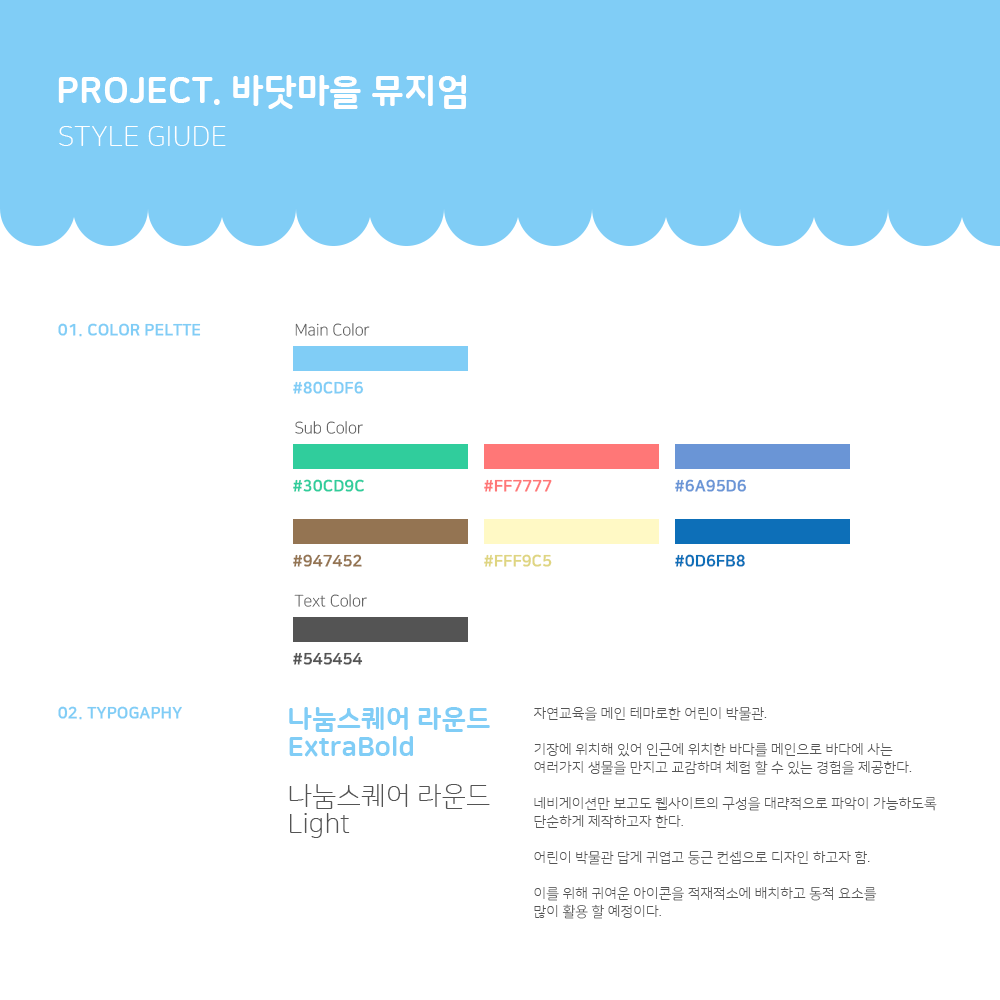 PROJECT. 바닷마을 뮤지엄
STYLE GIUDE
01. COLOR PELTTE
Main Color
#80CDF6
Sub Color
#30CD9C
#FF7777
#6A95D6
#947452
#FFF9C5
#0D6FB8
Text Color
#545454
02. TYPOGAPHY
나눔스퀘어 라운드
ExtraBold
나눔스퀘어 라운드
Light
자연교육을 메인 테마로한 어린이 박물관.
기장에 위치해 있어 인근에 위치한 바다를 메인으로 바다에 사는
여러가지 생물을 만지고 교감하며 체험 할 수 있는 경험을 제공한다.
네비게이션만 보고도 웹사이트의 구성을 대략적으로 파악이 가능하도록
단순하게 제작하고자 한다.
어린이 박물관 답게 귀엽고 둥근 컨셉으로 디자인 하고자 함.
이를 위해 귀여운 아이콘을 적재적소에 배치하고 동적 요소를
많이 활용 할 예정이다.